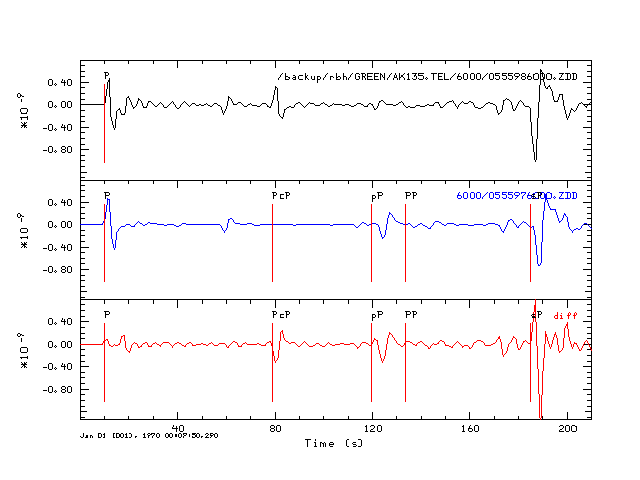 P /backup/rbh/GREEN/AK135.TEL/6000/0555986000.ZDD
0.40
0.00
-0.40
-0.80
*10 -9
P PcP pP PP 6000/0555976000.ZDD
0.40
0.00
-0.40
-0.80
*10 -9
P PcP pP PP sP diff
0.40
0.00
-0.40
-0.80
*10 -9
40 80 120 160 200
Jan 01 (001), 1970 00:07:50.290
Time (s)